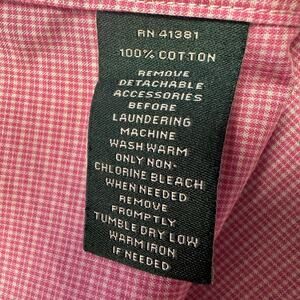 RN 41381
100% COTTON
REMOVE
DETACHABLE
ACCESSORIES
BEFORE
LAUNDERING
MACHINE
WASH WARM
ONLY NON-
CHLORINE BLEACH
WHEN NEEDED
REMOVE
PROMPTLY
TUMBLE DRY LOW
WARM IRON
IF NEEDED